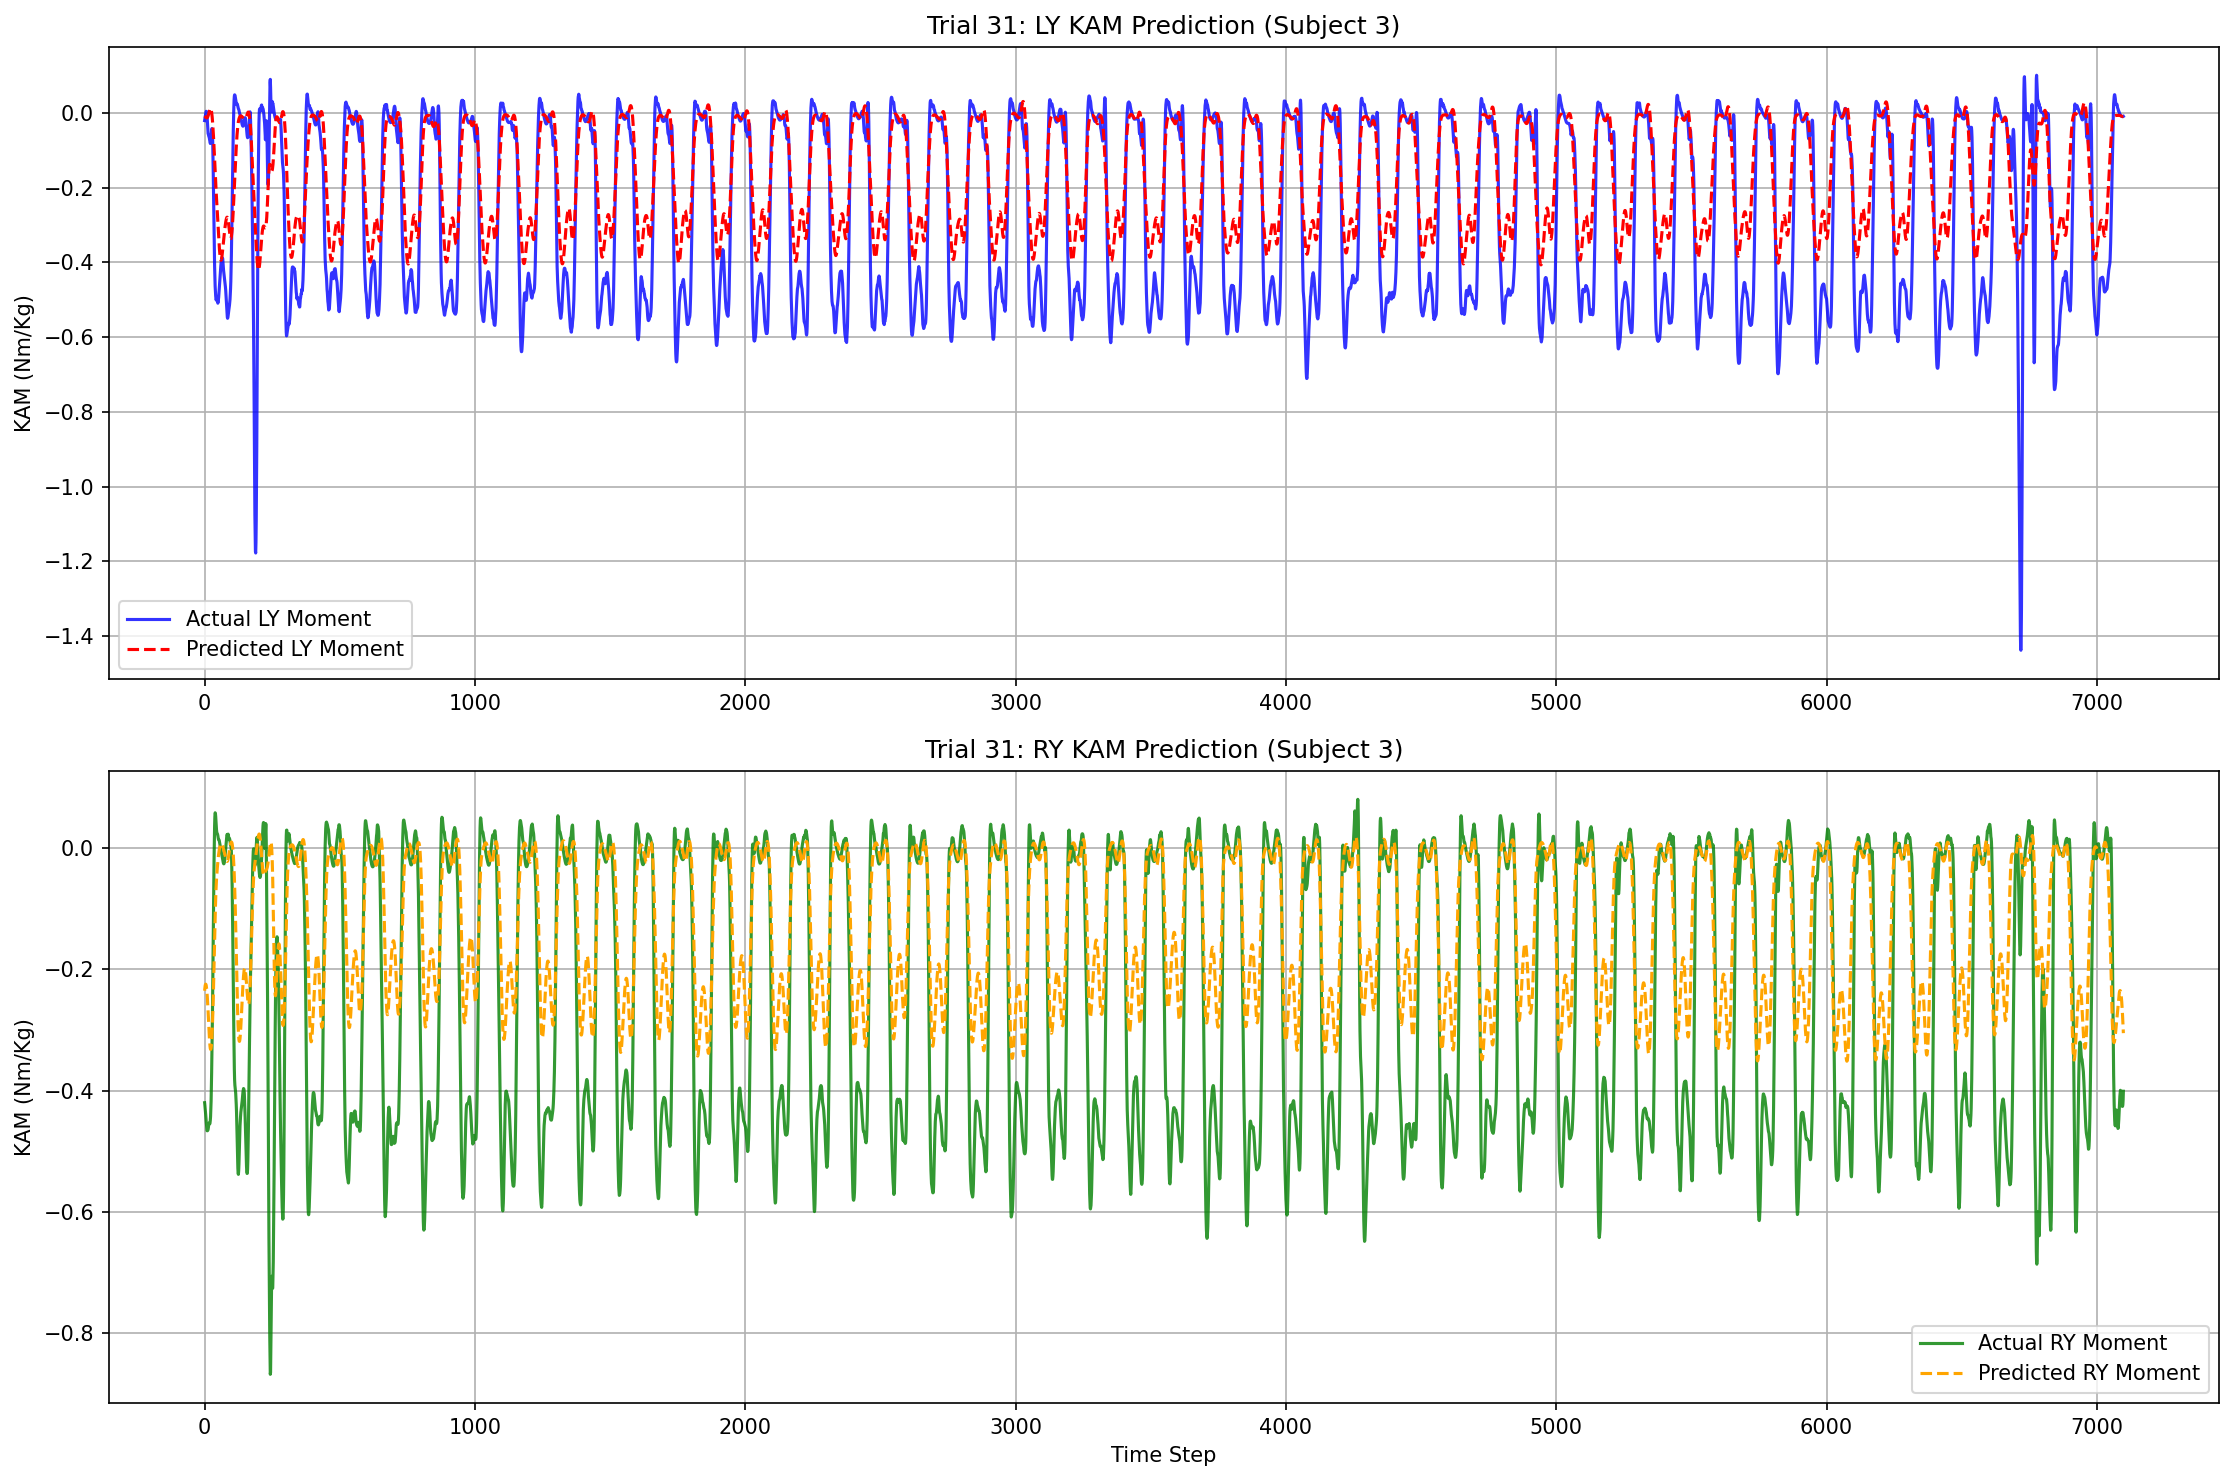 Trial 31: LY KAM Prediction (Subject 3)
KAM (Nm/Kg)
0.0
−0.2
−0.4
−0.6
−0.8
−1.0
−1.2
−1.4
Actual LY Moment
Predicted LY Moment
0 1000 2000 3000 4000 5000 6000 7000
Trial 31: RY KAM Prediction (Subject 3)
KAM (Nm/Kg)
0.0
−0.2
−0.4
−0.6
−0.8
Actual RY Moment
Predicted RY Moment
0 1000 2000 3000 4000 5000 6000 7000
Time Step